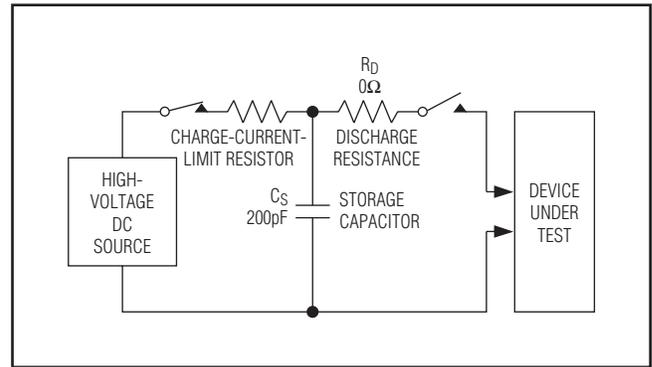 R_D
0Ω
CHARGE-CURRENT-
LIMIT RESISTOR
DISCHARGE
RESISTANCE
HIGH-
VOLTAGE
DC
SOURCE
C_S
200pF
STORAGE
CAPACITOR
DEVICE
UNDER
TEST